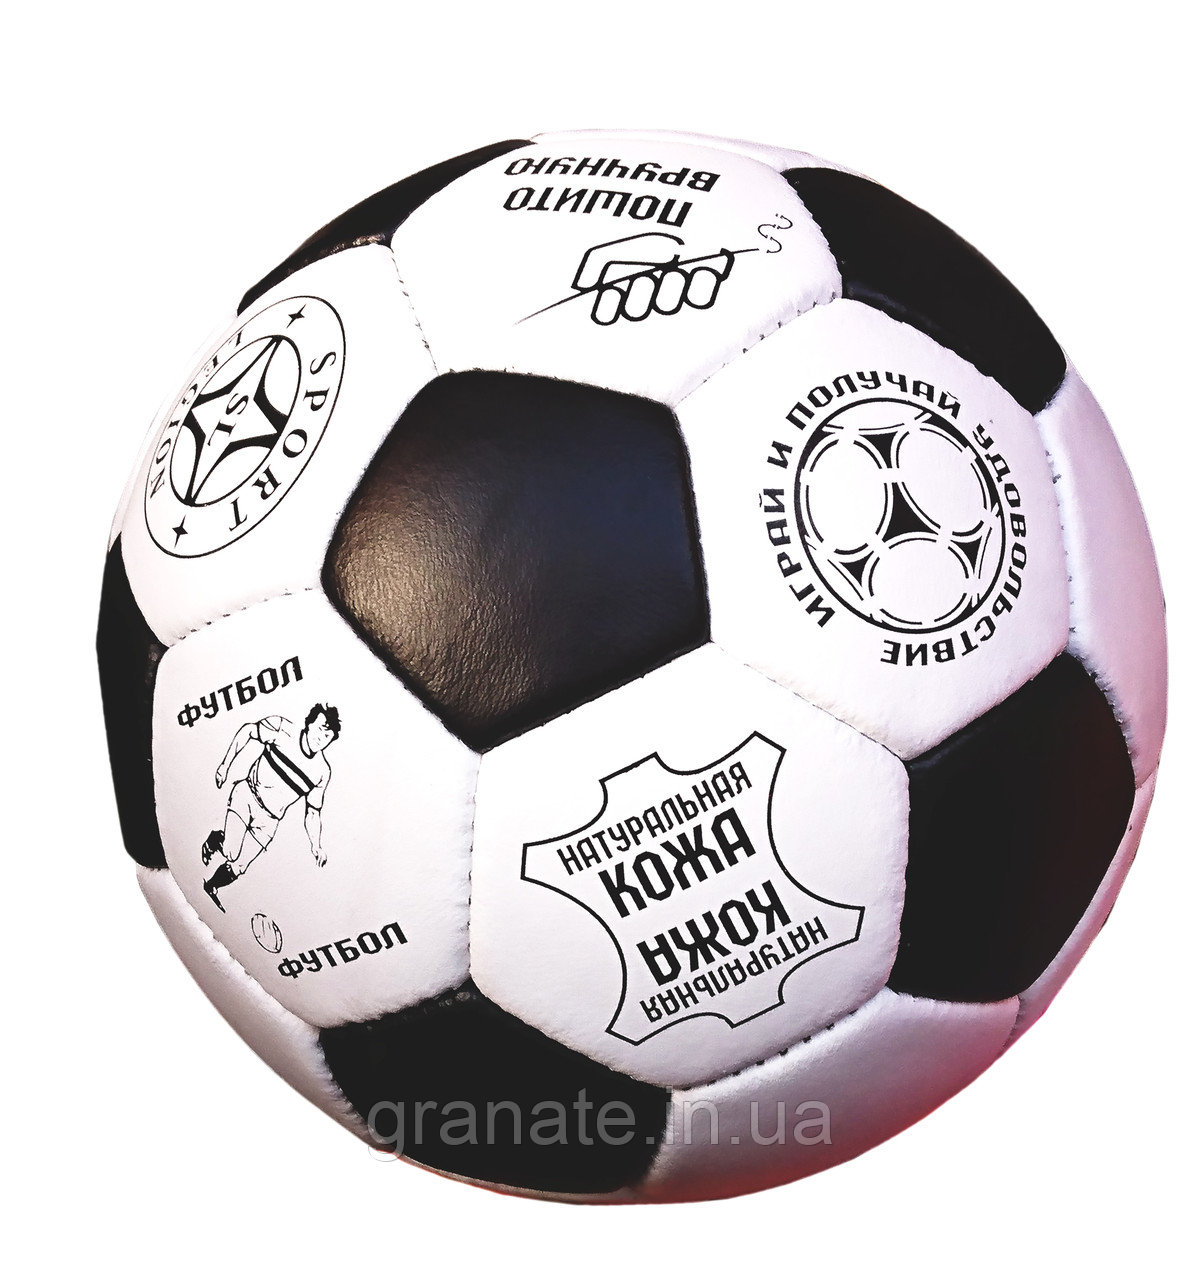 ПОШИТО
ВРУЧНУЮ
SPORT
LEGION
SL
ИГРАЙ И ПОЛУЧАЙ УДОВОЛЬСТВИЕ
ФУТБОЛ
ФУТБОЛ
НАТУРАЛЬНАЯ
КОЖА
КОЖА
НАТУРАЛЬНАЯ
granate.in.ua